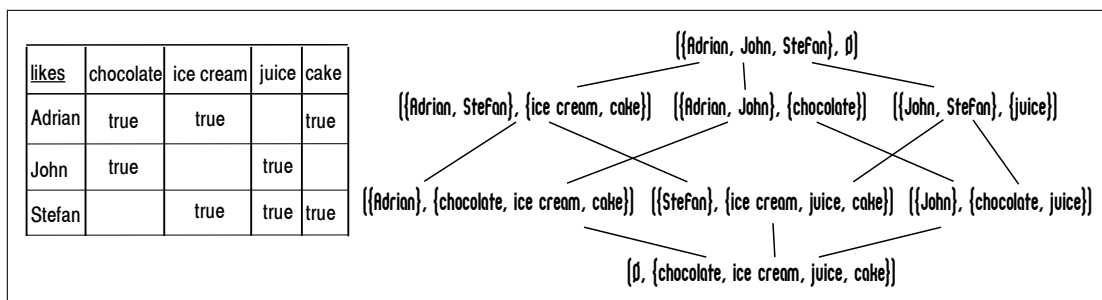 likes chocolate ice cream juice cake
Adrian true true true
John true true
Stefan true true true
({Adrian, John, Stefan}, Ø)
({Adrian, Stefan}, {ice cream, cake}) ({Adrian, John}, {chocolate}) ({John, Stefan}, {juice})
({Adrian}, {chocolate, ice cream, cake}) ({Stefan}, {ice cream, juice, cake}) ({John}, {chocolate, juice})
(Ø, {chocolate, ice cream, juice, cake})